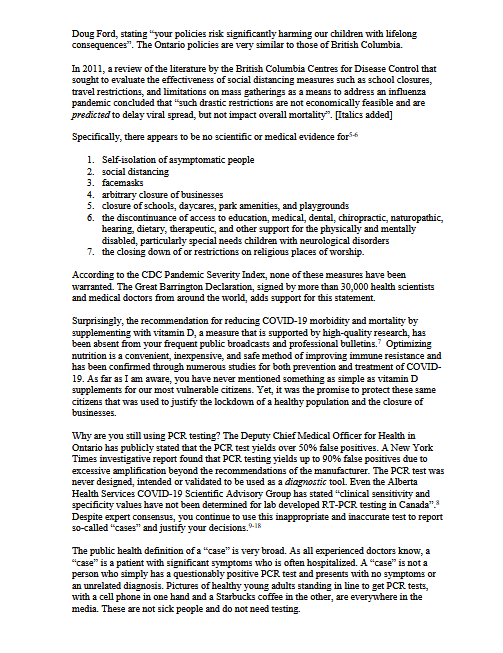 Doug Ford, stating “your policies risk significantly harming our children with lifelong
consequences”. The Ontario policies are very similar to those of British Columbia.
In 2011, a review of the literature by the British Columbia Centres for Disease Control that
sought to evaluate the effectiveness of social distancing measures such as school closures,
travel restrictions, and limitations on mass gatherings as a means to address an influenza
pandemic concluded that “such drastic restrictions are not economically feasible and are
predicted to delay viral spread, but not impact overall mortality”. [Italics added]
Specifically, there appears to be no scientific or medical evidence for5-6
1. Self-isolation of asymptomatic people
2. social distancing
3. facemasks
4. arbitrary closure of businesses
5. closure of schools, daycares, park amenities, and playgrounds
6. the discontinuance of access to education, medical, dental, chiropractic, naturopathic,
hearing, dietary, therapeutic, and other support for the physically and mentally
disabled, particularly special needs children with neurological disorders
7. the closing down of or restrictions on religious places of worship.
According to the CDC Pandemic Severity Index, none of these measures have been
warranted. The Great Barrington Declaration, signed by more than 30,000 health scientists
and medical doctors from around the world, adds support for this statement.
Surprisingly, the recommendation for reducing COVID-19 morbidity and mortality by
supplementing with vitamin D, a measure that is supported by high-quality research, has
been absent from your frequent public broadcasts and professional bulletins.7 Optimizing
nutrition is a convenient, inexpensive, and safe method of improving immune resistance and
has been confirmed through numerous studies for both prevention and treatment of COVID-
19. As far as I am aware, you have never mentioned something as simple as vitamin D
supplements for our most vulnerable citizens. Yet, it was the promise to protect these same
citizens that was used to justify the lockdown of a healthy population and the closure of
businesses.
Why are you still using PCR testing? The Deputy Chief Medical Officer for Health in
Ontario has publicly stated that the PCR test yields over 50% false positives. A New York
Times investigative report found that PCR testing yields up to 90% false positives due to
excessive amplification beyond the recommendations of the manufacturer. The PCR test was
never designed, intended or validated to be used as a diagnostic tool. Even the Alberta
Health Services COVID-19 Scientific Advisory Group has stated “clinical sensitivity and
specificity values have not been determined for lab developed RT-PCR testing in Canada”.8
Despite expert consensus, you continue to use this inappropriate and inaccurate test to report
so-called “cases” and justify your decisions.9-18
The public health definition of a “case” is very broad. As all experienced doctors know, a
“case” is a patient with significant symptoms who is often hospitalized. A “case” is not a
person who simply has a questionably positive PCR test and presents with no symptoms or
an unrelated diagnosis. Pictures of healthy young adults standing in line to get PCR tests,
with a cell phone in one hand and a Starbucks coffee in the other, are everywhere in the
media. These are not sick people and do not need testing.